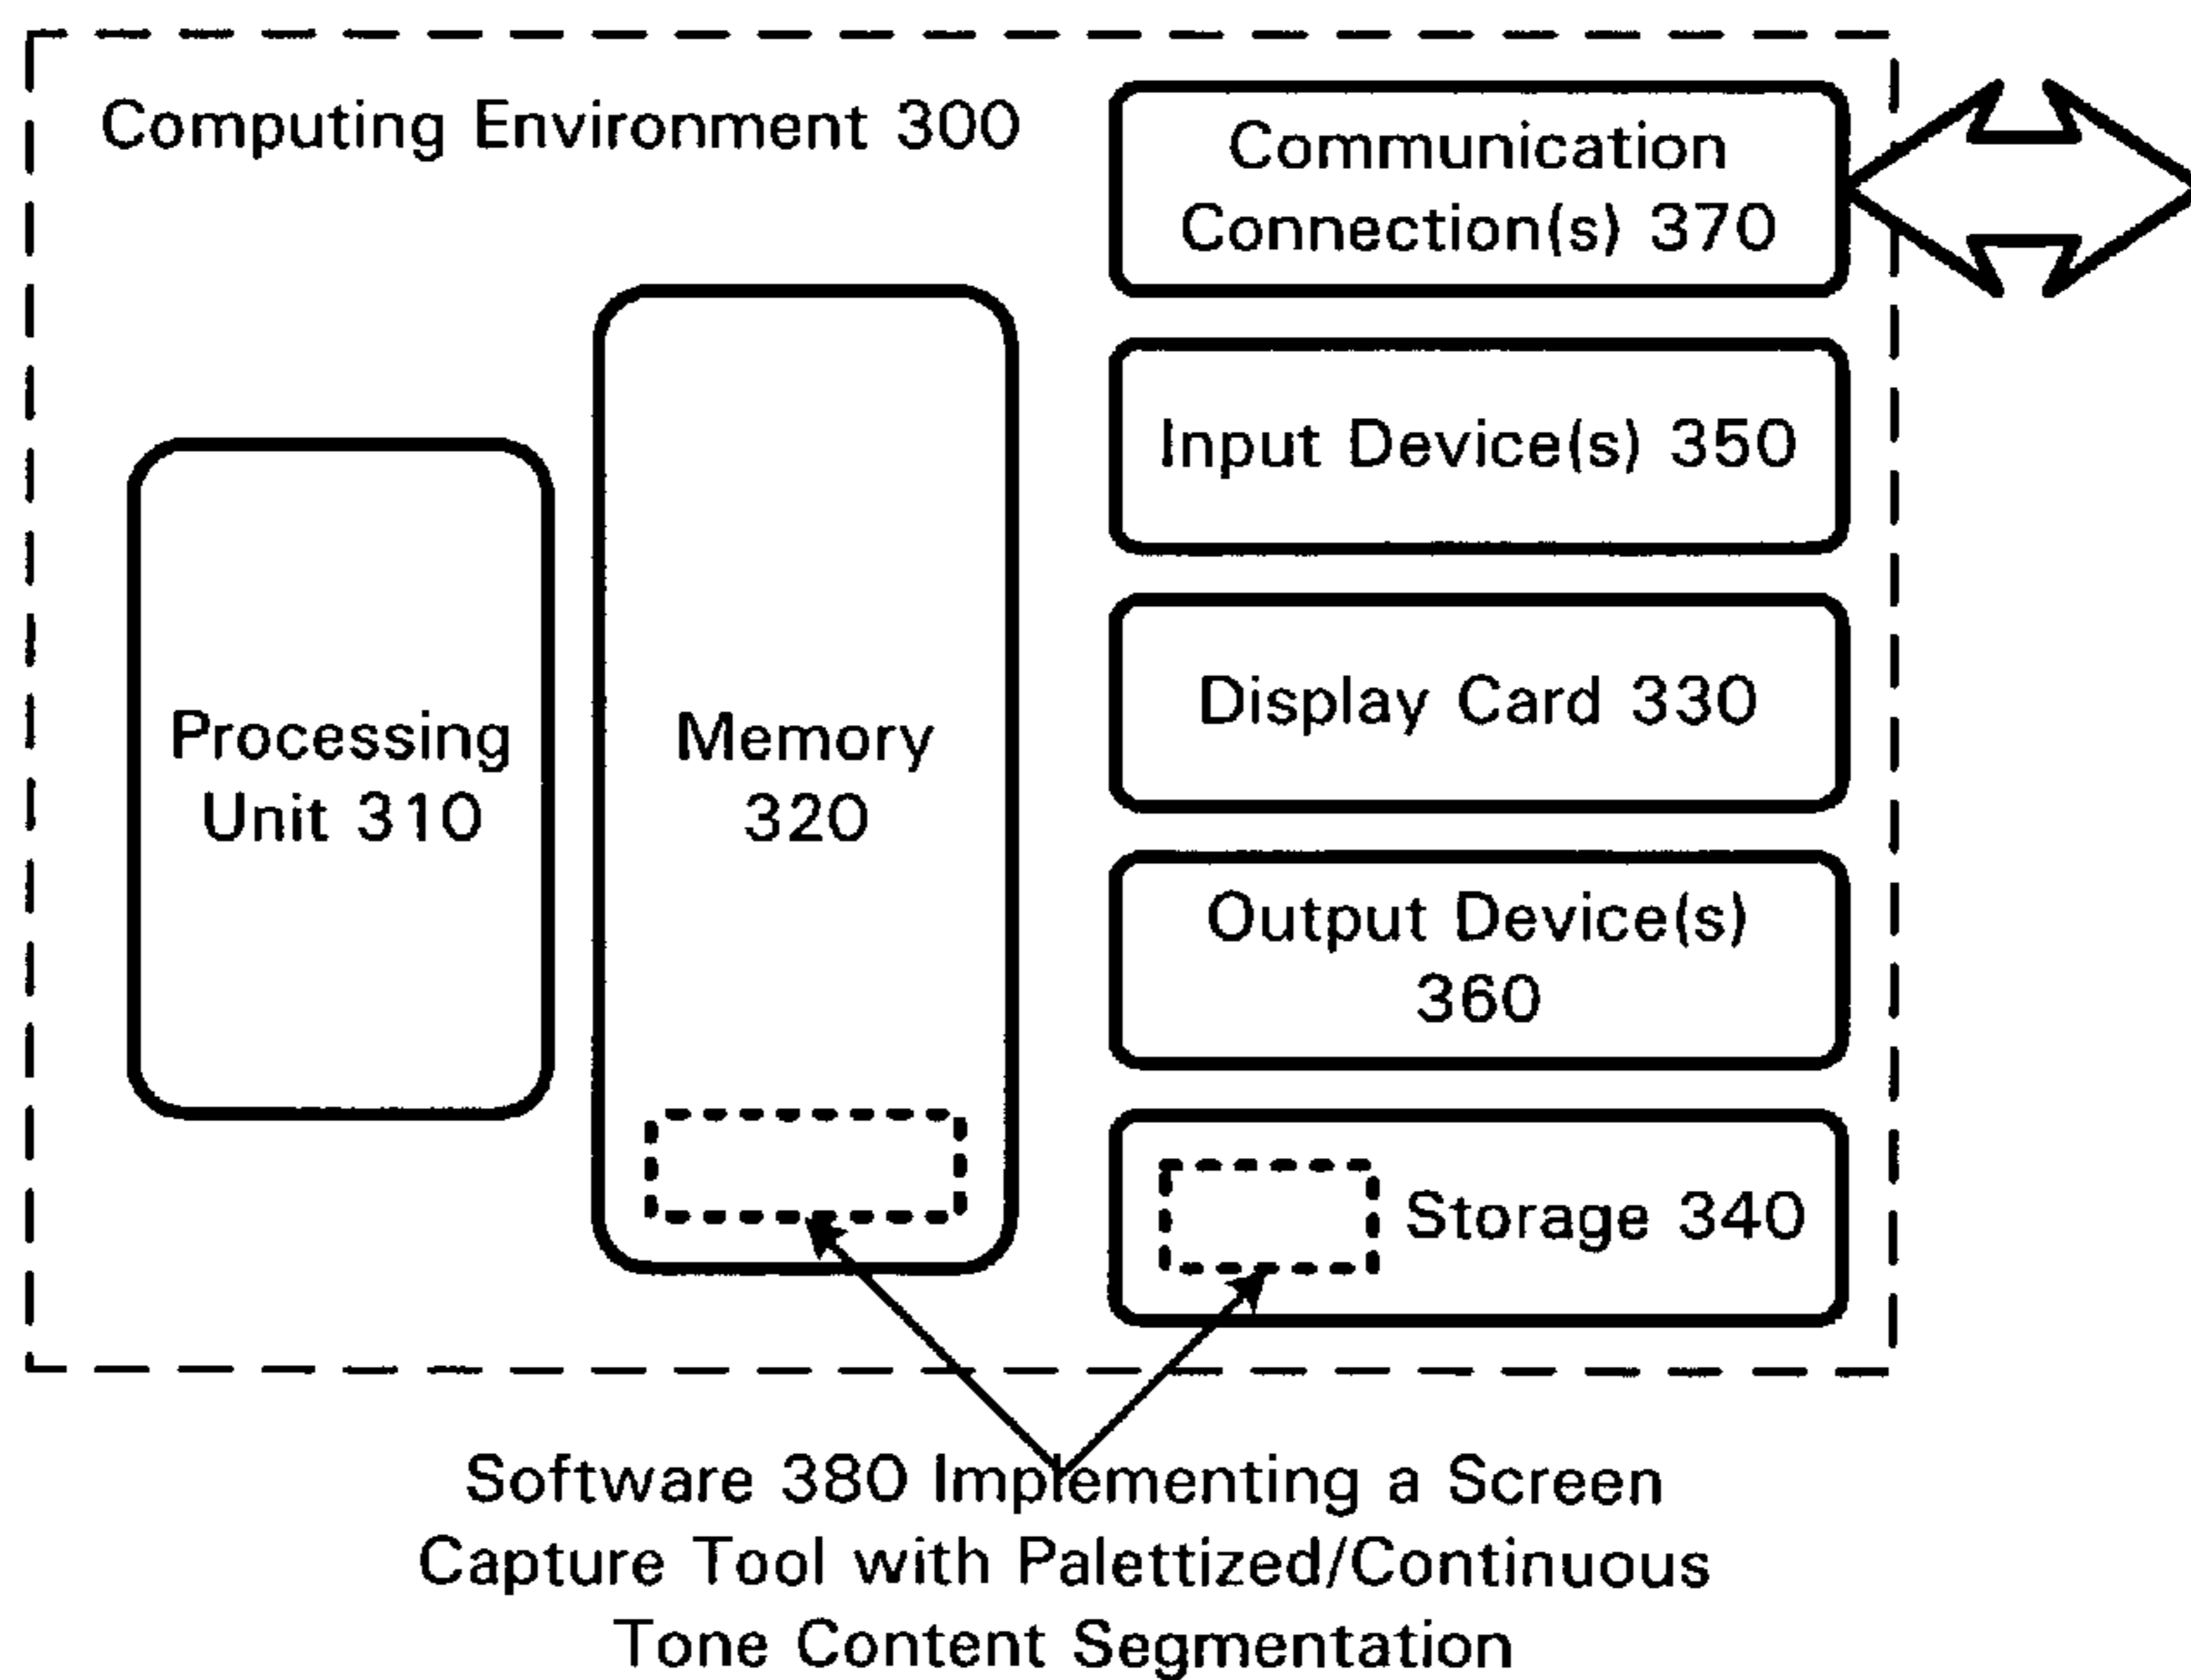 Computing Environment 300
Communication
Connection(s) 370
Input Device(s) 350
Display Card 330
Processing
Unit 310
Memory
320
Output Device(s)
360
Storage 340
Software 380 Implementing a Screen
Capture Tool with Palettized/Continuous
Tone Content Segmentation